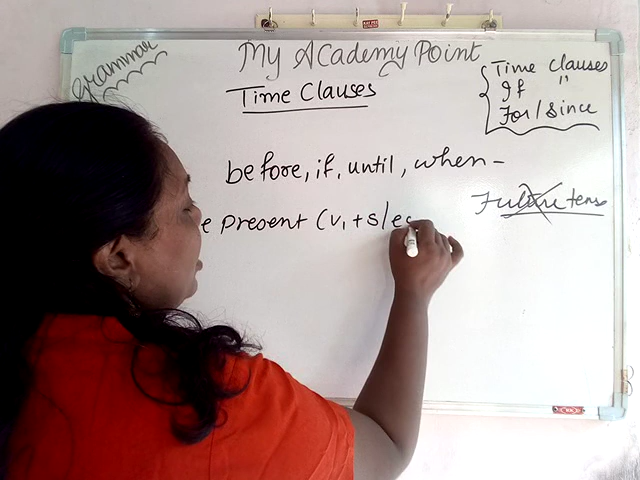 Grammar
My Academy Point
Time Clauses
Time Clauses
If "
For/since
before, if, until, when –
Future tens
e present (v₁ + s/es